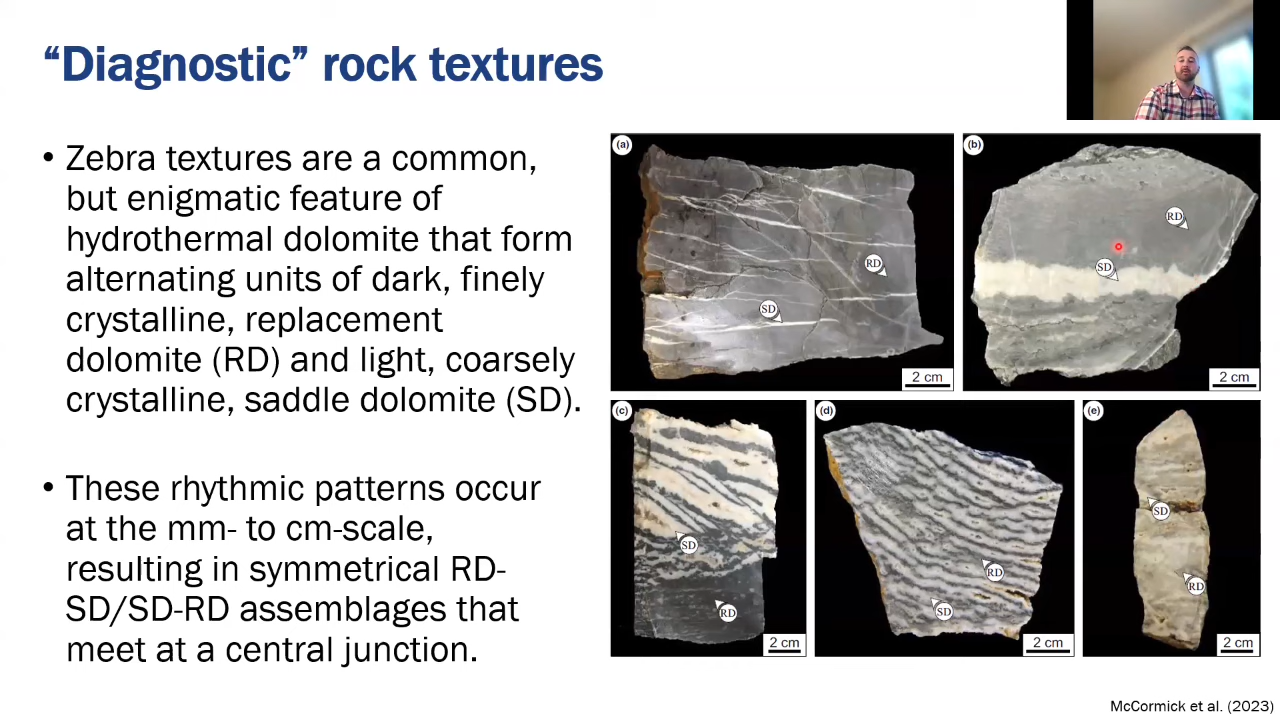 “Diagnostic” rock textures
• Zebra textures are a common,
but enigmatic feature of
hydrothermal dolomite that form
alternating units of dark, finely
crystalline, replacement
dolomite (RD) and light, coarsely
crystalline, saddle dolomite (SD).
• These rhythmic patterns occur
at the mm- to cm-scale,
resulting in symmetrical RD-
SD/SD-RD assemblages that
meet at a central junction.
(a)
RD
SD
2 cm
(b)
RD
SD
2 cm
(c)
SD
RD
2 cm
(d)
RD
SD
2 cm
(e)
SD
RD
2 cm
McCormick et al. (2023)